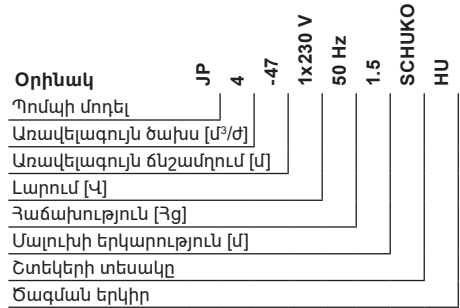 Օրինակ JP 4 -47 1x230 V 50 Hz 1.5 SCHUKO HU
Պոմպի մոդել
Առավելագույն ծախս [մ³/ժ]
Առավելագույն ճնշամղում [մ]
Լարում [Վ]
Հաճախություն [Հց]
Մալուխի երկարություն [մ]
Շտեկերի տեսակը
Ծագման երկիր